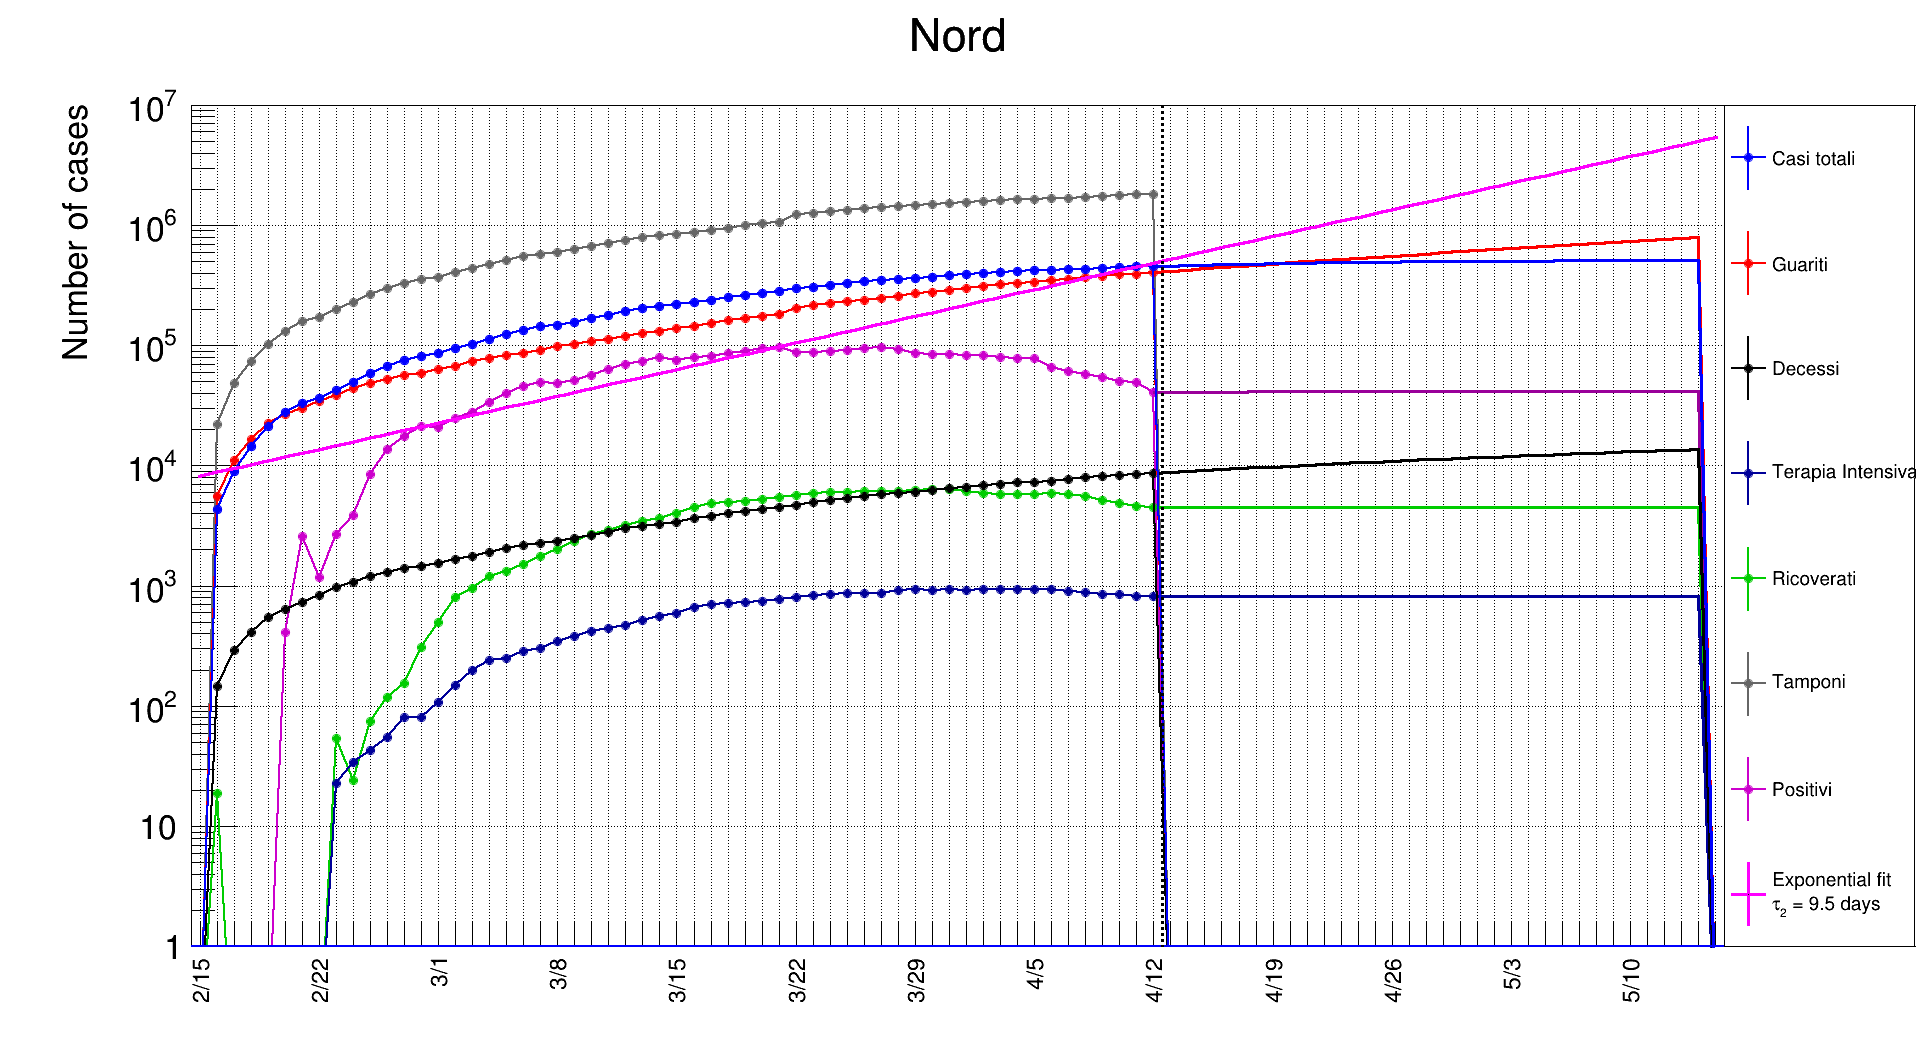 Nord
Number of cases
10^7
10^6
10^5
10^4
10^3
10^2
10
1
2/15
2/22
3/1
3/8
3/15
3/22
3/29
4/5
4/12
4/19
4/26
5/3
5/10
Casi totali
Guariti
Decessi
Terapia Intensiva
Ricoverati
Tamponi
Positivi
Exponential fit
τ₂ = 9.5 days